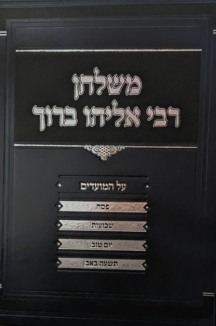 משלחן
רבי אליהו ברוך
על המועדים
פסח
שבועות
יום טוב
תשעה באב